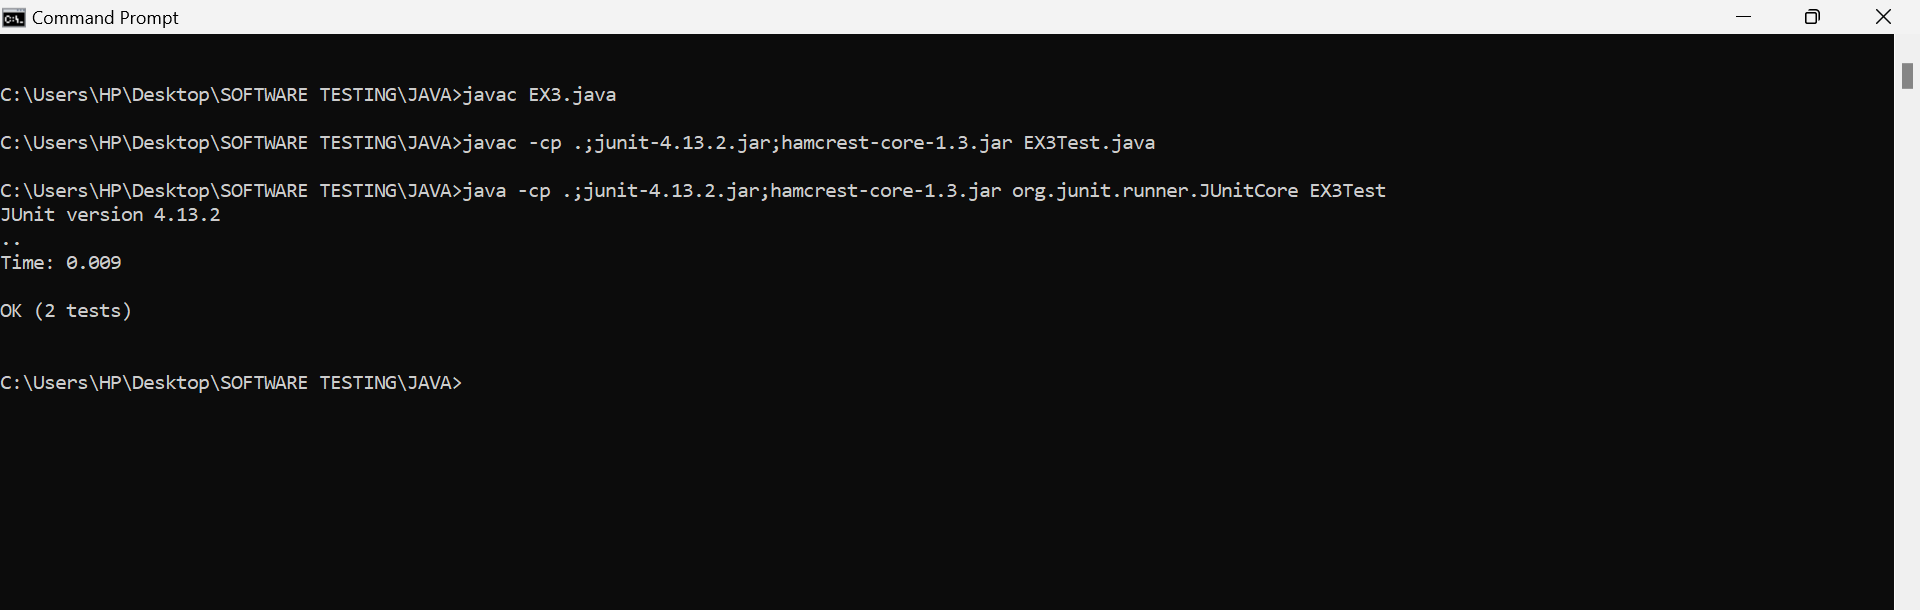 Command Prompt
C:\Users\HP\Desktop\SOFTWARE TESTING\JAVA>javac EX3.java
C:\Users\HP\Desktop\SOFTWARE TESTING\JAVA>javac -cp .;junit-4.13.2.jar;hamcrest-core-1.3.jar EX3Test.java
C:\Users\HP\Desktop\SOFTWARE TESTING\JAVA>java -cp .;junit-4.13.2.jar;hamcrest-core-1.3.jar org.junit.runner.JUnitCore EX3Test
JUnit version 4.13.2
..
Time: 0.009
OK (2 tests)
C:\Users\HP\Desktop\SOFTWARE TESTING\JAVA>